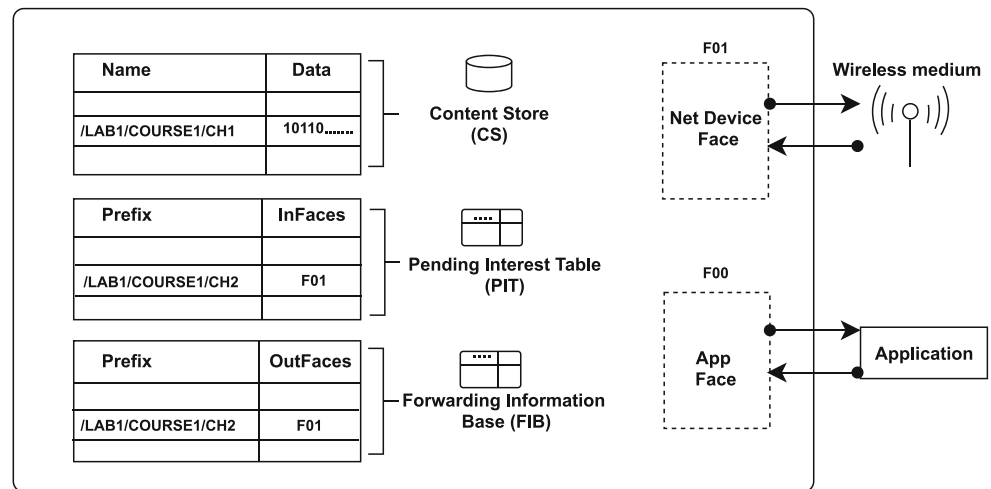 Name Data
/LAB1/COURSE1/CH1 10110.......
Content Store
(CS)
Prefix InFaces
/LAB1/COURSE1/CH2 F01
Pending Interest Table
(PIT)
Prefix OutFaces
/LAB1/COURSE1/CH2 F01
Forwarding Information
Base (FIB)
F01
Net Device
Face
Wireless medium
F00
App
Face
Application